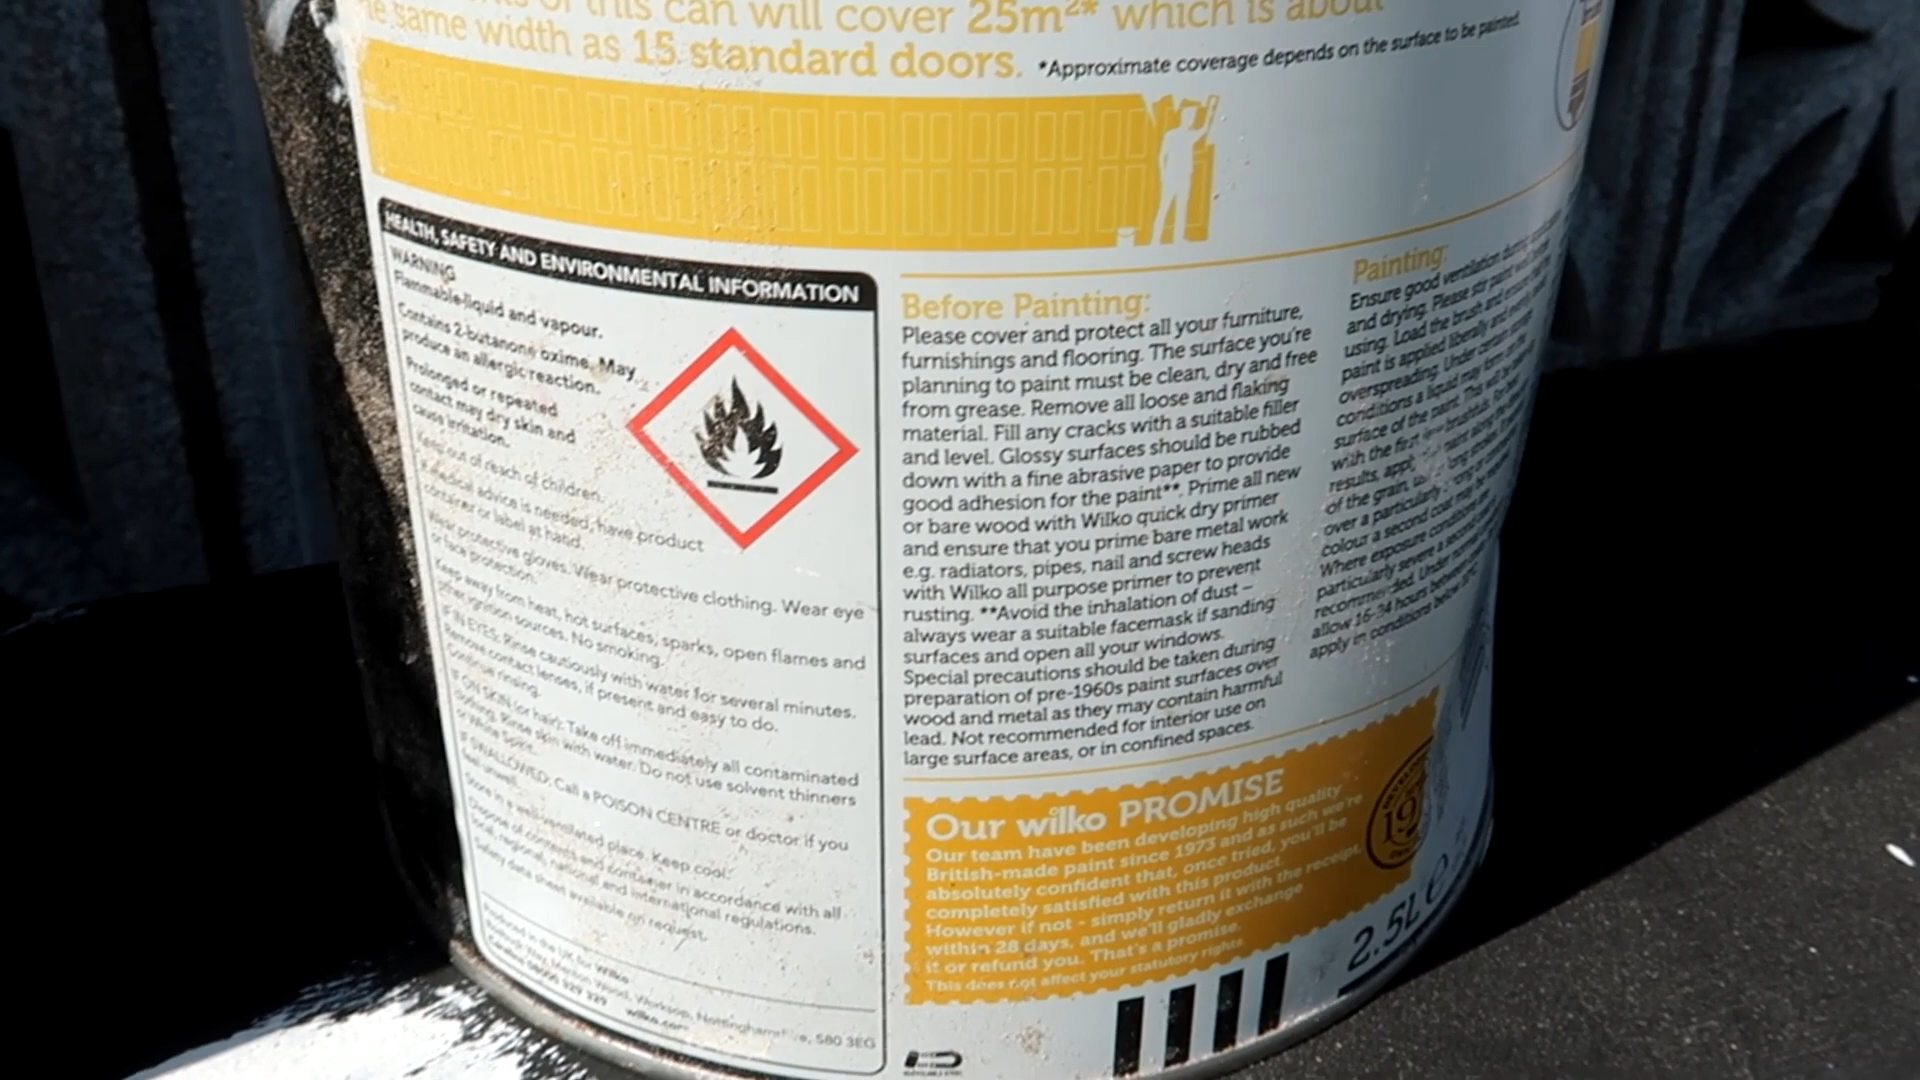 of this can will cover 25m²* which is about
the same width as 15 standard doors. *Approximate coverage depends on the surface to be painted.
HEALTH, SAFETY AND ENVIRONMENTAL INFORMATION
WARNING
Flammable liquid and vapour.
Contains 2-butanone oxime. May
produce an allergic reaction.
Prolonged or repeated
contact may dry skin and
cause irritation.
Keep out of reach of children.
If medical advice is needed, have product
container or label at hand.
Wear protective gloves. Wear protective clothing. Wear eye
or face protection.
Keep away from heat, hot surfaces, sparks, open flames and
other ignition sources. No smoking.
IF IN EYES: Rinse cautiously with water for several minutes.
Remove contact lenses, if present and easy to do.
Continue rinsing.
IF ON SKIN (or hair): Take off immediately all contaminated
clothing. Rinse skin with water. Do not use solvent thinners
or White Spirit.
IF SWALLOWED: Call a POISON CENTRE or doctor if you
feel unwell.
Store in a well-ventilated place. Keep cool.
Dispose of contents and container in accordance with all
local, regional, national and international regulations.
Safety data sheet available on request.
Produced in the UK for Wilko
Way, Manton Wood, Worksop, Nottinghamshire, S80 3EG
329 329
wilko.com
Before Painting:
Please cover and protect all your furniture,
furnishings and flooring. The surface you're
planning to paint must be clean, dry and free
from grease. Remove all loose and flaking
material. Fill any cracks with a suitable filler
and level. Glossy surfaces should be rubbed
down with a fine abrasive paper to provide
good adhesion for the paint**. Prime all new
or bare wood with Wilko quick dry primer
and ensure that you prime bare metal work
e.g. radiators, pipes, nail and screw heads
with Wilko all purpose primer to prevent
rusting. **Avoid the inhalation of dust –
always wear a suitable facemask if sanding
surfaces and open all your windows.
Special precautions should be taken during
preparation of pre-1960s paint surfaces over
wood and metal as they may contain harmful
lead. Not recommended for interior use on
large surface areas, or in confined spaces.
Painting:
Ensure good ventilation during application
and drying. Please stir paint well before
using. Load the brush and ensure the
paint is applied liberally and evenly, avoid
overspreading. Under certain storage
conditions a liquid may form on the
surface of the paint. This will
with the first brushfuls. For best
results, apply paint along the
of the grain, long strokes.
over a particularly strong or
colour a second coat may be
Where exposure conditions are
particularly severe a second coat
recommended. Under normal
allow 16-24 hours between
apply in conditions below
Our wilko PROMISE
Our team have been developing high quality
British-made paint since 1973 and as such we're
absolutely confident that, once tried, you'll be
completely satisfied with this product.
However if not - simply return it with the receipt,
within 28 days, and we'll gladly exchange
it or refund you. That's a promise.
This does not affect your statutory rights.
2.5L e